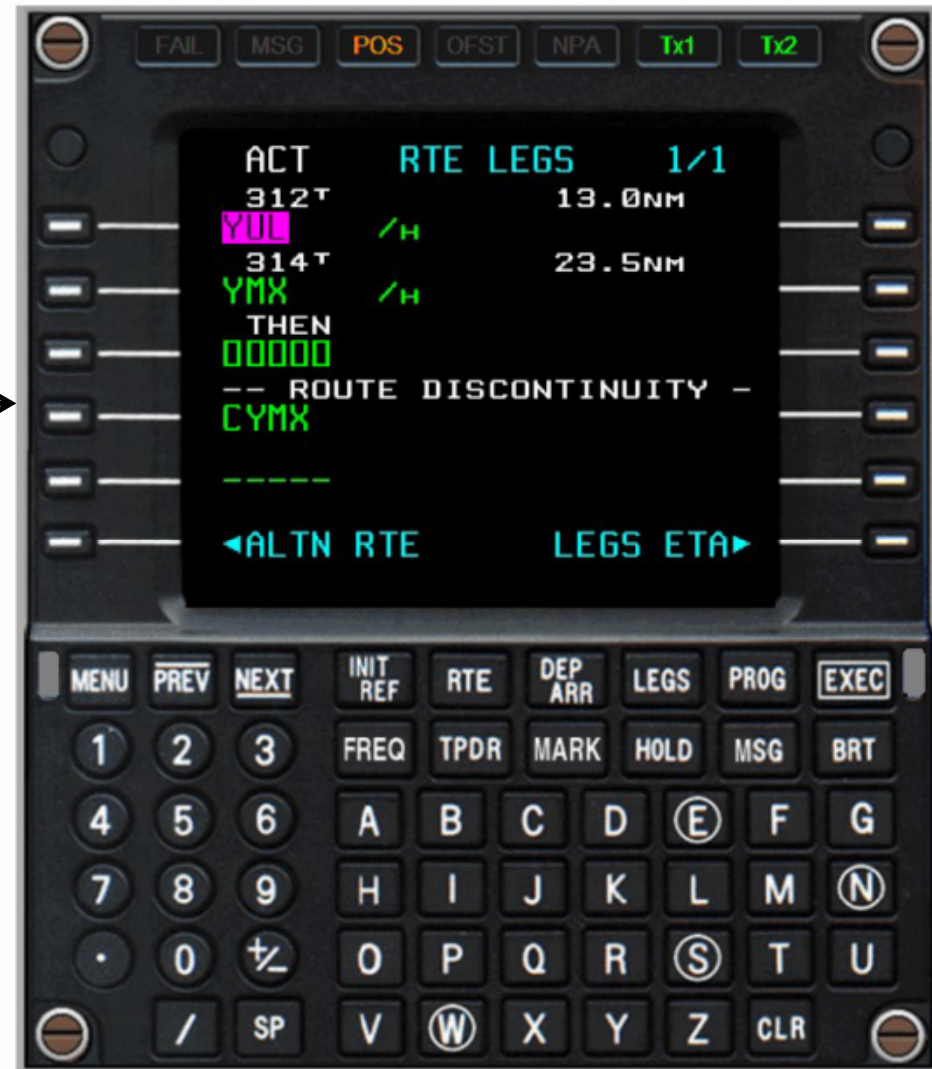 FAIL MSG POS OFST NPA Tx1 Tx2
ACT RTE LEGS 1/1
312T 13.0NM
YUL /H
314T 23.5NM
YMX /H
THEN
▯▯▯▯▯
-- ROUTE DISCONTINUITY -
CYMX
-----
◄ALTN RTE LEGS ETA►
MENU PREV NEXT INIT REF RTE DEP ARR LEGS PROG EXEC
1 2 3 FREQ TPDR MARK HOLD MSG BRT
4 5 6 A B C D E F G
7 8 9 H I J K L M N
. 0 +/- O P Q R S T U
/ SP V W X Y Z CLR